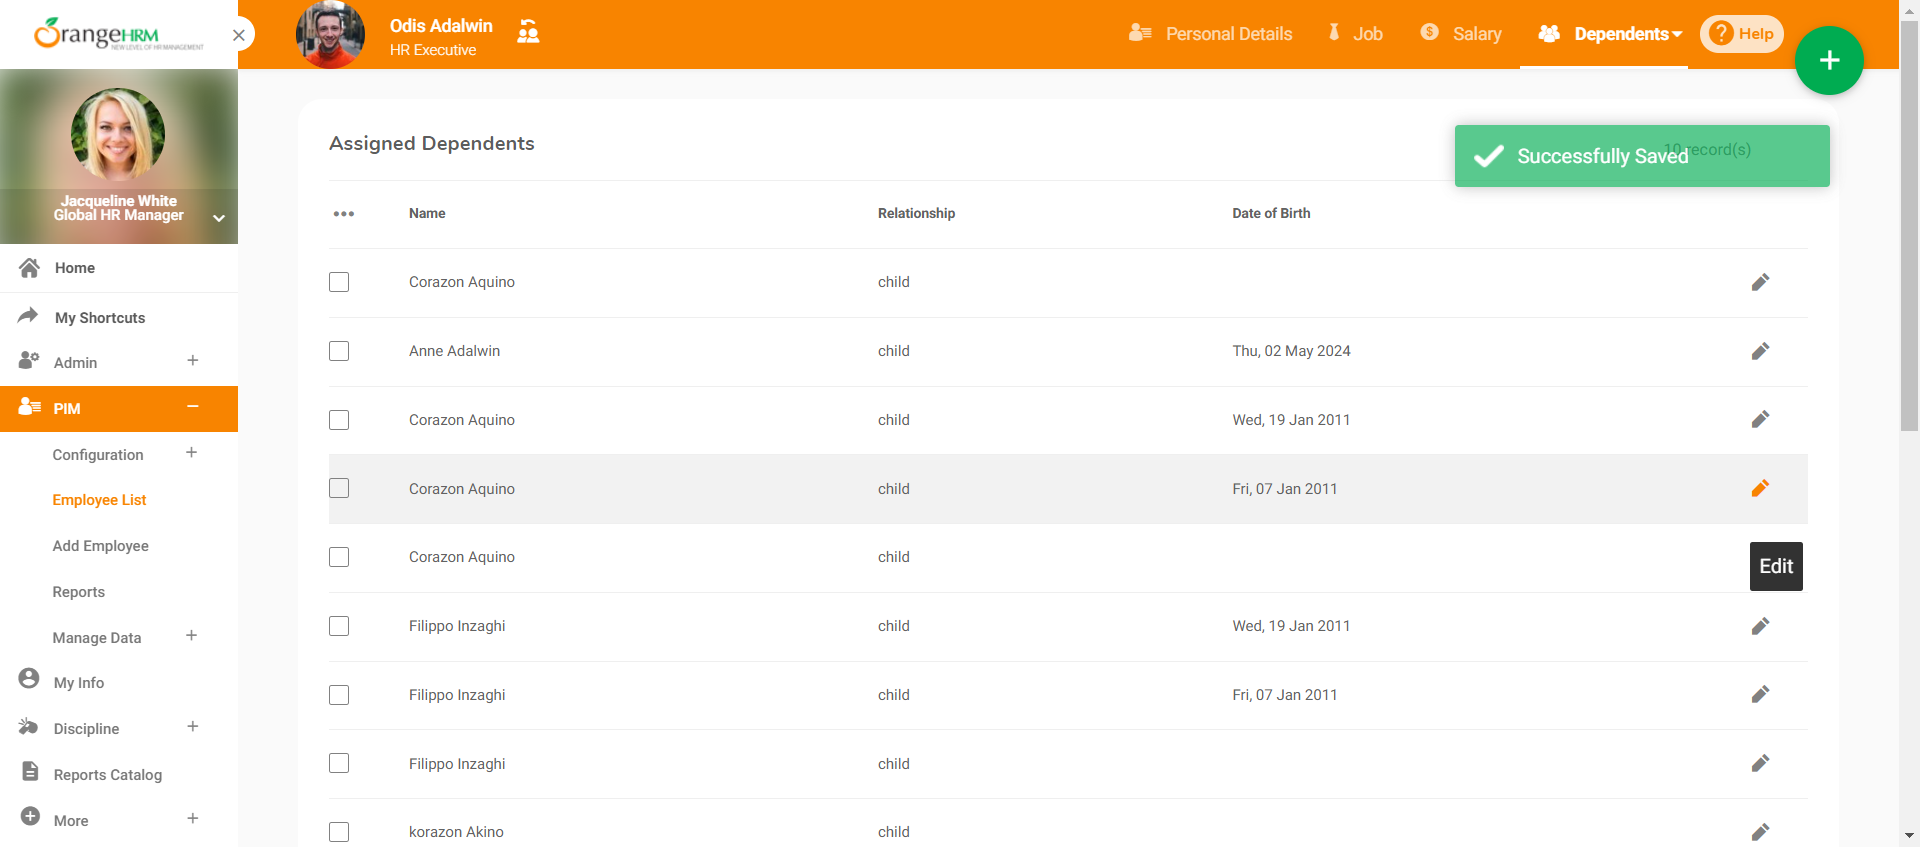 OrangeHRM
NEW LEVEL OF HR MANAGEMENT
Odis Adalwin
HR Executive
Personal Details
Job
Salary
Dependents
Help
Jacqueline White
Global HR Manager
Home
My Shortcuts
Admin
PIM
Configuration
Employee List
Add Employee
Reports
Manage Data
My Info
Discipline
Reports Catalog
More
Assigned Dependents
10 record(s)
Successfully Saved
Name Relationship Date of Birth
Corazon Aquino child
Anne Adalwin child Thu, 02 May 2024
Corazon Aquino child Wed, 19 Jan 2011
Corazon Aquino child Fri, 07 Jan 2011
Corazon Aquino child
Edit
Filippo Inzaghi child Wed, 19 Jan 2011
Filippo Inzaghi child Fri, 07 Jan 2011
Filippo Inzaghi child
korazon Akino child